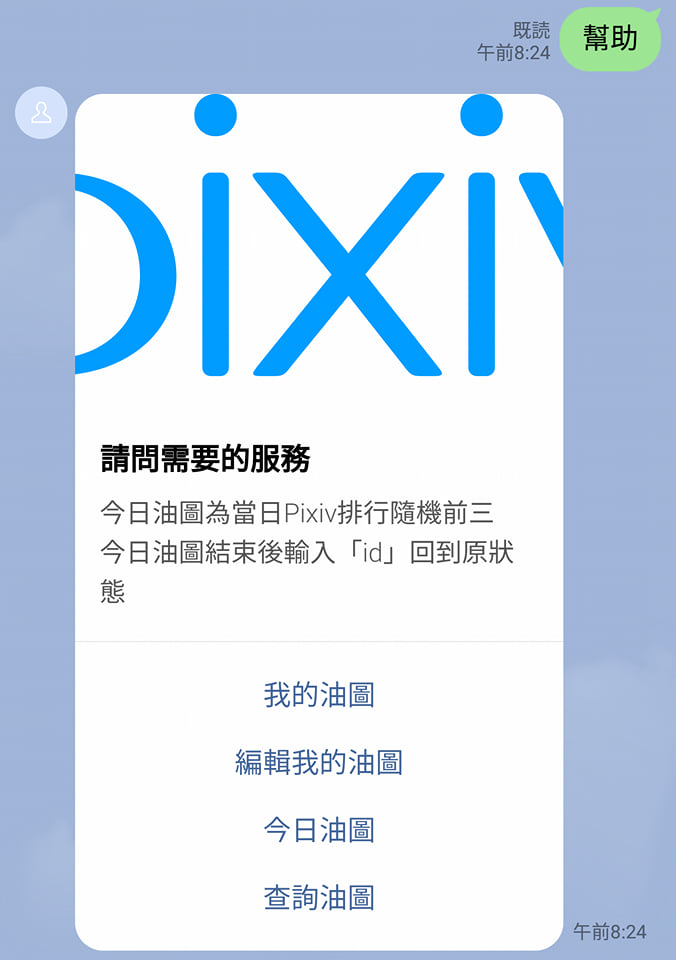 既読
午前8:24
幫助
pixiv
請問需要的服務
今日油圖為當日Pixiv排行隨機前三
今日油圖結束後輸入「id」回到原狀
態
我的油圖
編輯我的油圖
今日油圖
查詢油圖
午前8:24